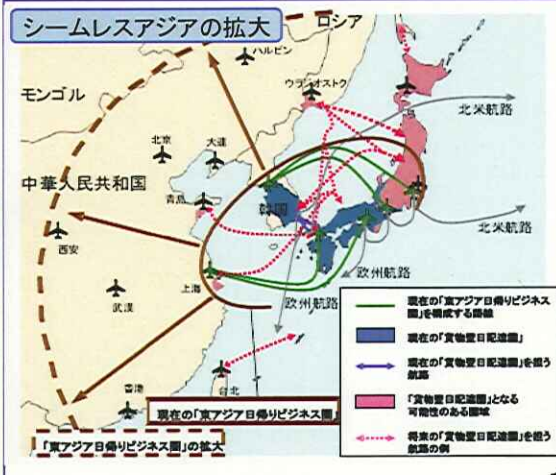 シームレスアジアの拡大
ロシア
ハルビン
モンゴル
ウラジオストク
北米航路
北京
大連
中華人民共和国
青島
韓国
北米航路
西安
上海
欧州航路
欧州航路
武漢
台北
香港
現在の「東アジア日帰りビジネス圏」
「東アジア日帰りビジネス圏」の拡大
現在の「東アジア日帰りビジネス
圏」を構成する路線
現在の「貨物翌日配達圏」
現在の「貨物翌日配達圏」を担う
航路
「貨物翌日配達圏」となる
可能性のある圏域
将来の「貨物翌日配達圏」を担う
航路の例